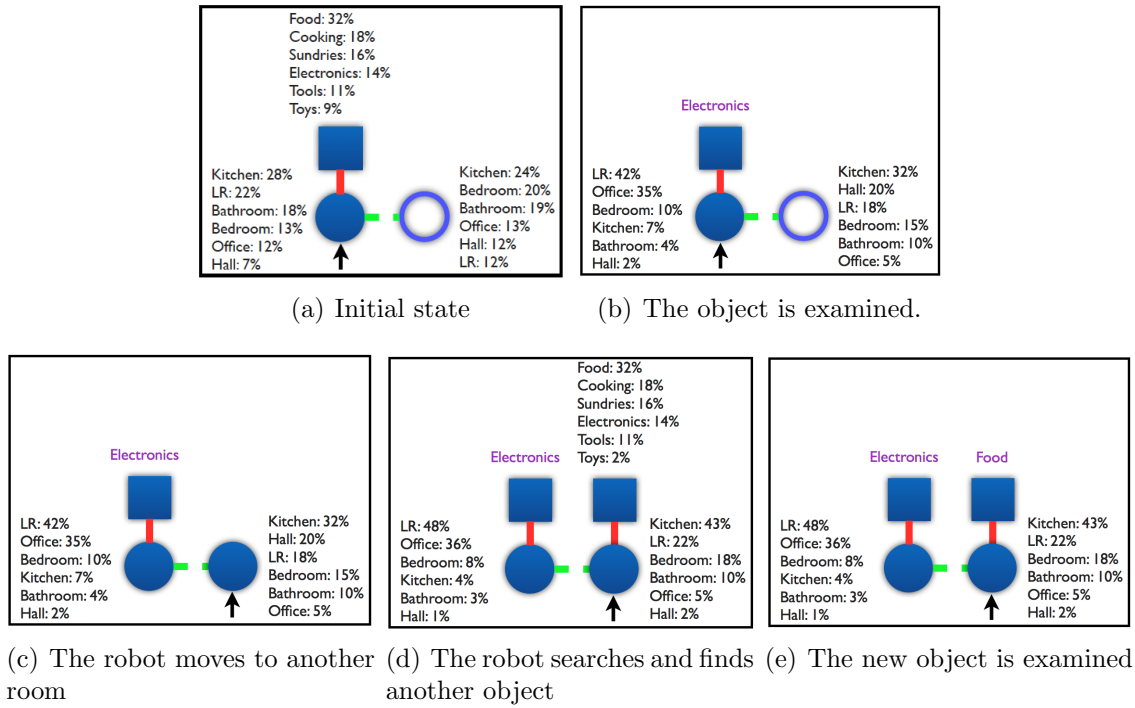 Food: 32%
Cooking: 18%
Sundries: 16%
Electronics: 14%
Tools: 11%
Toys: 9%
Kitchen: 28%
LR: 22%
Bathroom: 18%
Bedroom: 13%
Office: 12%
Hall: 7%
Kitchen: 24%
Bedroom: 20%
Bathroom: 19%
Office: 13%
Hall: 12%
LR: 12%
(a) Initial state
Electronics
LR: 42%
Office: 35%
Bedroom: 10%
Kitchen: 7%
Bathroom: 4%
Hall: 2%
Kitchen: 32%
Hall: 20%
LR: 18%
Bedroom: 15%
Bathroom: 10%
Office: 5%
(b) The object is examined.
Electronics
LR: 42%
Office: 35%
Bedroom: 10%
Kitchen: 7%
Bathroom: 4%
Hall: 2%
Kitchen: 32%
Hall: 20%
LR: 18%
Bedroom: 15%
Bathroom: 10%
Office: 5%
(c) The robot moves to another
room
Food: 32%
Cooking: 18%
Sundries: 16%
Electronics: 14%
Tools: 11%
Toys: 2%
Electronics
LR: 48%
Office: 36%
Bedroom: 8%
Kitchen: 4%
Bathroom: 3%
Hall: 1%
Kitchen: 43%
LR: 22%
Bedroom: 18%
Bathroom: 10%
Office: 5%
Hall: 2%
(d) The robot searches and finds
another object
Electronics
Food
LR: 48%
Office: 36%
Bedroom: 8%
Kitchen: 4%
Bathroom: 3%
Hall: 1%
Kitchen: 43%
LR: 22%
Bedroom: 18%
Bathroom: 10%
Office: 5%
Hall: 2%
(e) The new object is examined